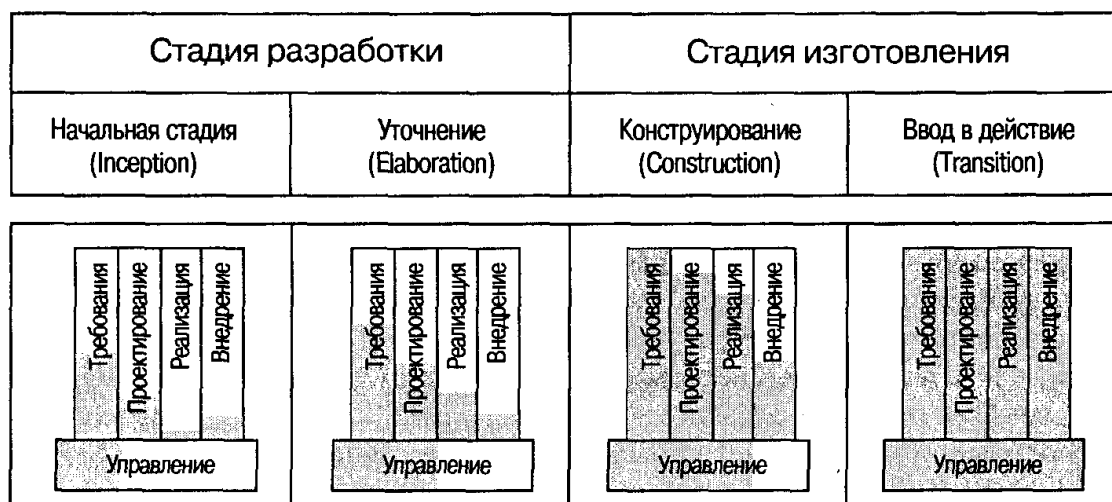 Стадия разработки
Стадия изготовления
Начальная стадия
(Inception)
Уточнение
(Elaboration)
Конструирование
(Construction)
Ввод в действие
(Transition)
Требования
Проектирование
Реализация
Внедрение
Управление
Требования
Проектирование
Реализация
Внедрение
Управление
Требования
Проектирование
Реализация
Внедрение
Управление
Требования
Проектирование
Реализация
Внедрение
Управление